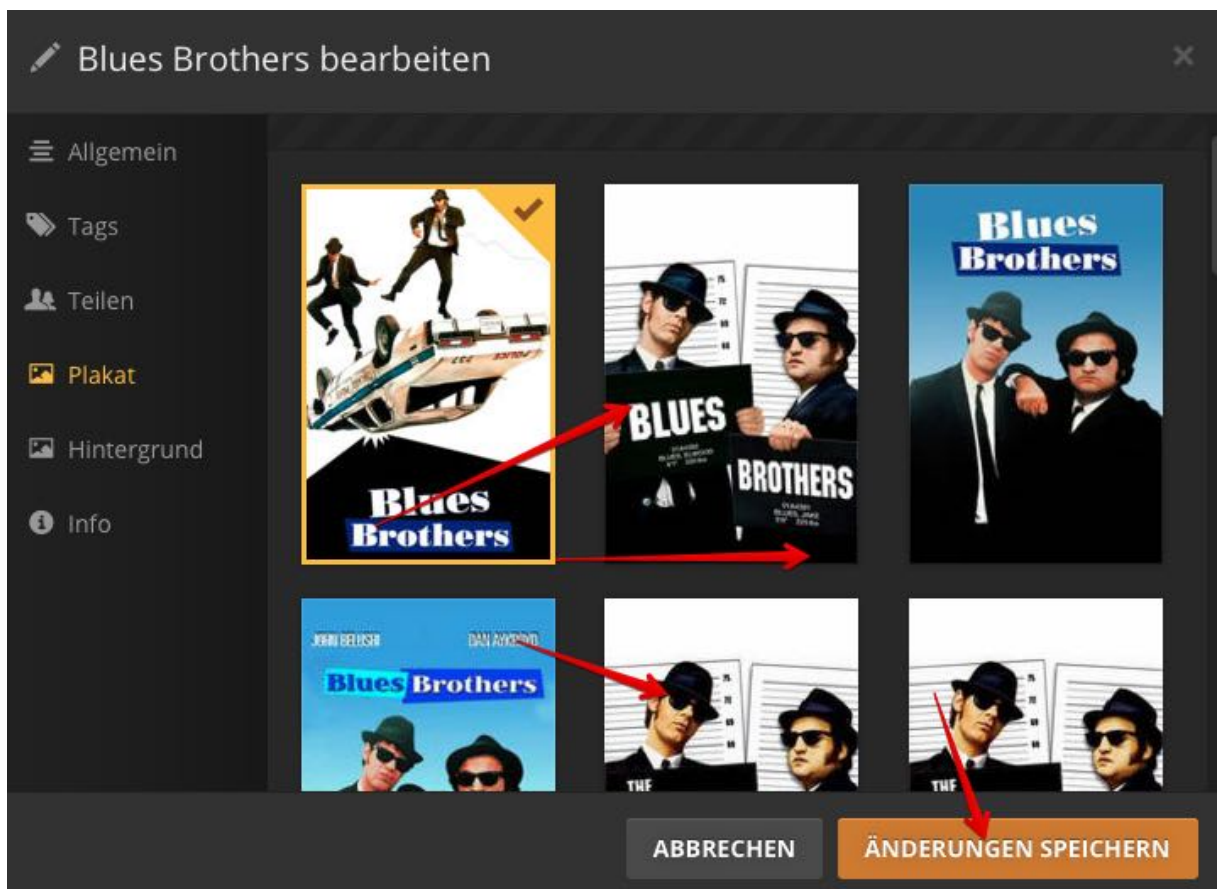 Blues Brothers bearbeiten
Allgemein
Tags
Teilen
Plakat
Hintergrund
Info
Blues
Brothers
BLUES
BROTHERS
Blues
Brothers
JOHN BELUSHI DAN AYKROYD
Blues Brothers
THE
THE
ABBRECHEN
ÄNDERUNGEN SPEICHERN